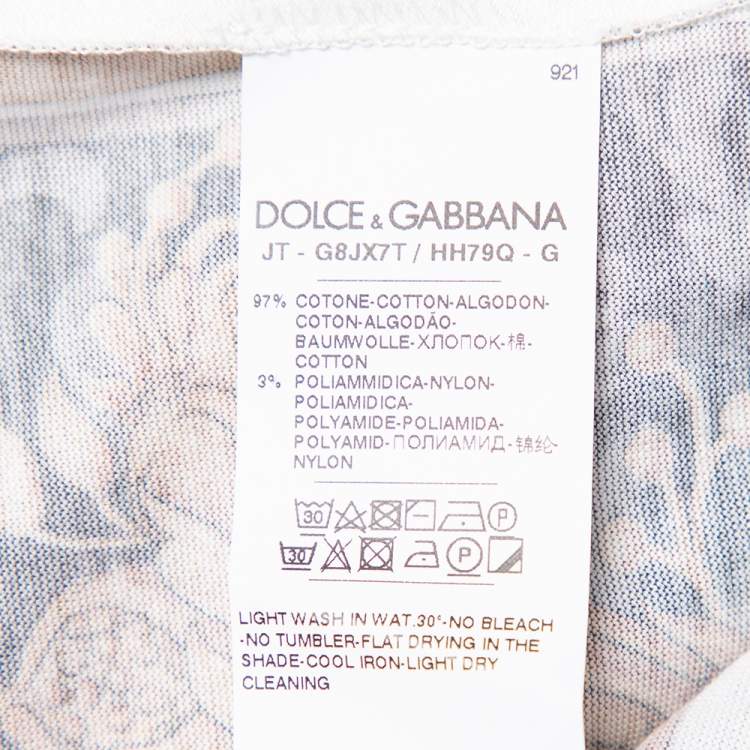 921
DOLCE & GABBANA
JT - G8JX7T / HH79Q - G
97% COTONE-COTTON-ALGODON-
COTON-ALGODÃO-
BAUMWOLLE-ХЛОПОК-棉-
COTTON
3% POLIAMMIDICA-NYLON-
POLIAMIDICA-
POLYAMIDE-POLIAMIDA-
POLYAMID-ПОЛИАМИД-锦纶-
NYLON
30 P
30 P
LIGHT WASH IN WAT.30°-NO BLEACH
-NO TUMBLER-FLAT DRYING IN THE
SHADE-COOL IRON-LIGHT DRY
CLEANING